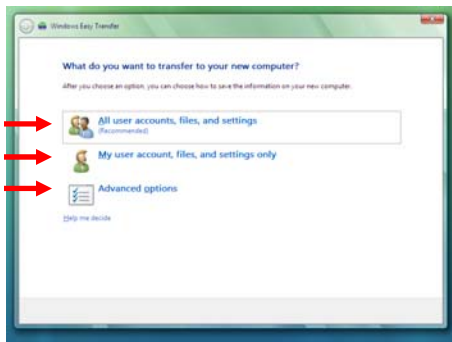 Windows Easy Transfer
What do you want to transfer to your new computer?
After you choose an option, you can choose how to save the information on your new computer.
All user accounts, files, and settings
(Recommended)
My user account, files, and settings only
Advanced options
Help me decide